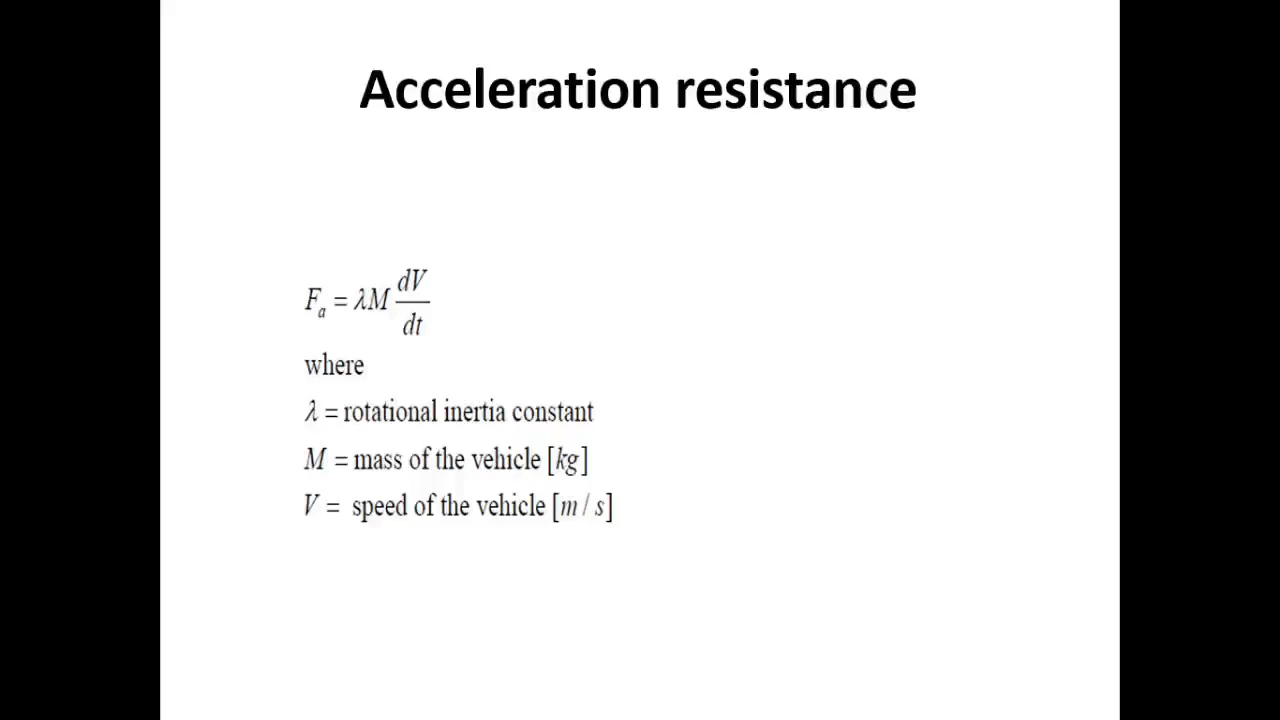 Acceleration resistance
F_a = λM dV/dt
where
λ = rotational inertia constant
M = mass of the vehicle [kg]
V = speed of the vehicle [m / s]